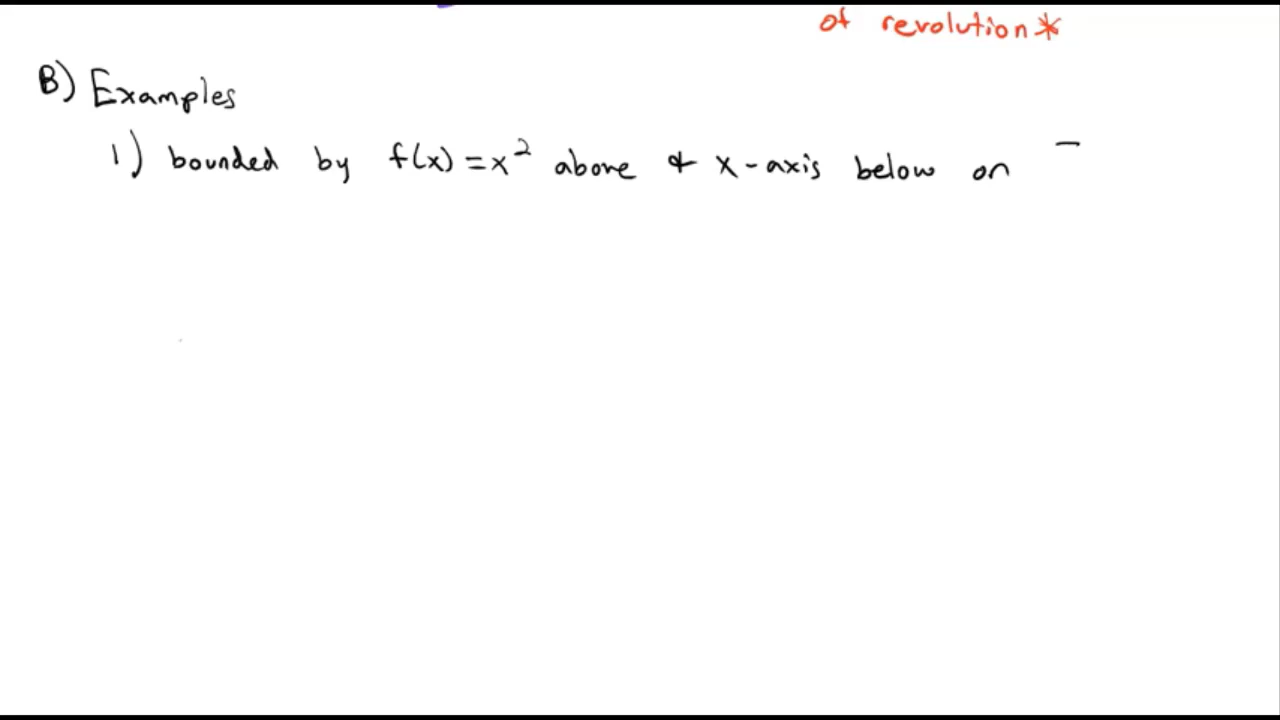 of revolution*
B) Examples
1) bounded by f(x) = x² above & x-axis below on